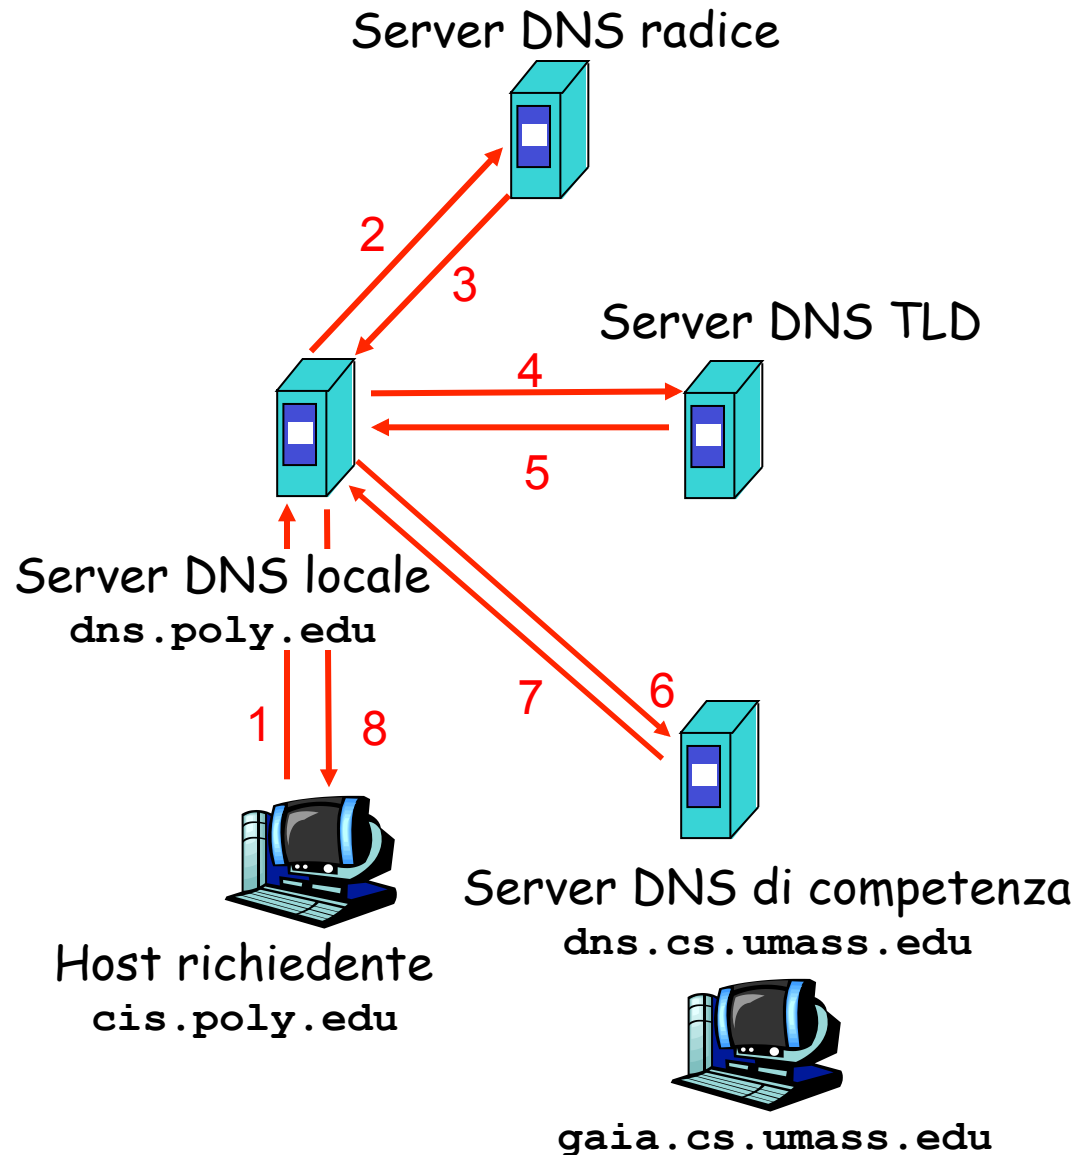 Server DNS radice
2
3
Server DNS TLD
4
5
Server DNS locale
dns.poly.edu
6
7
1
8
Server DNS di competenza
dns.cs.umass.edu
Host richiedente
cis.poly.edu
gaia.cs.umass.edu